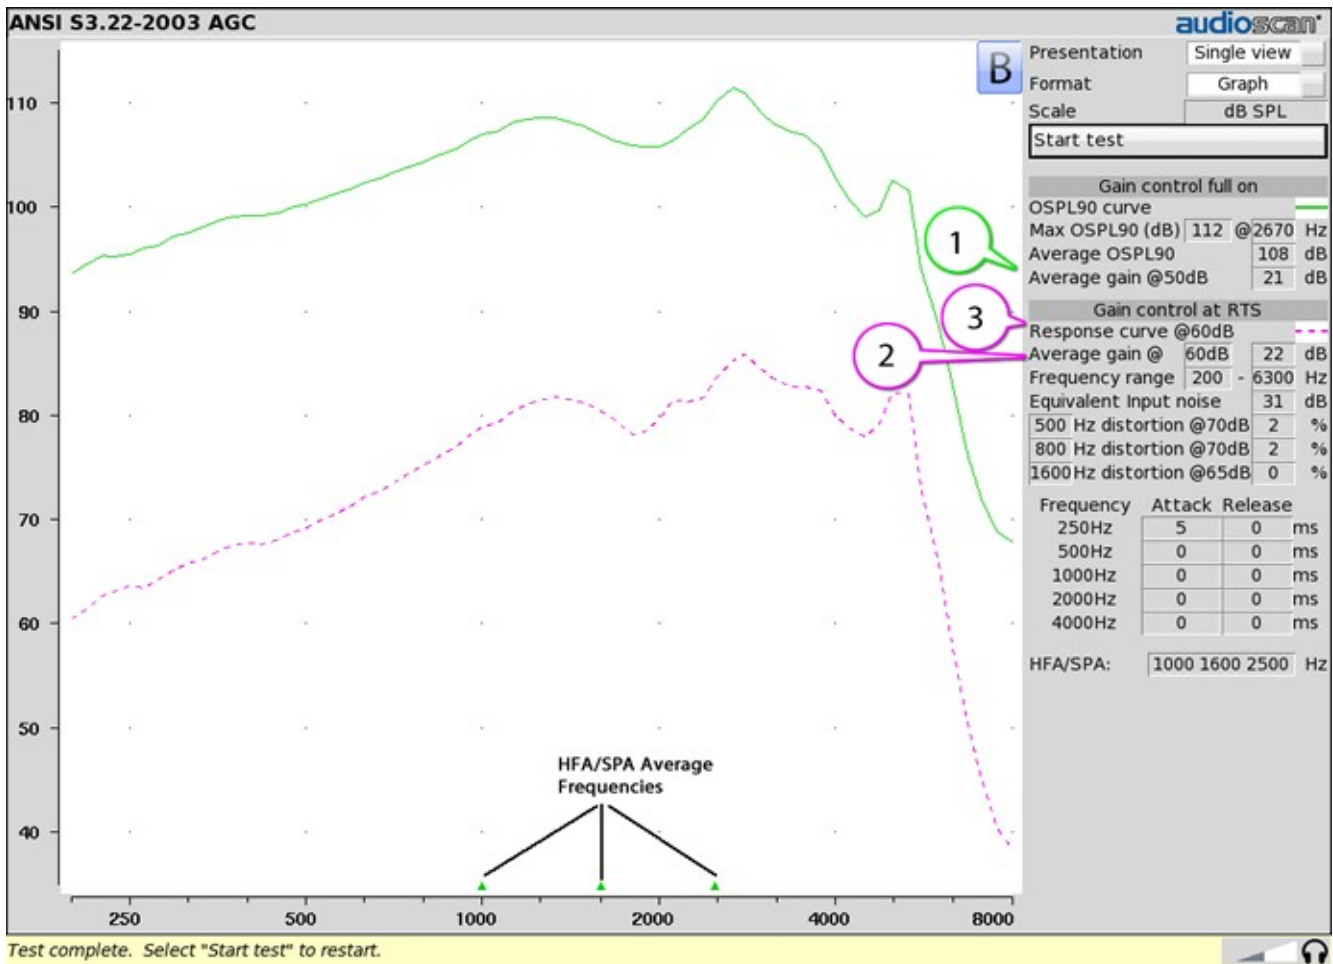 ANSI S3.22-2003 AGC
audioscan
B
Presentation Single view
Format Graph
Scale dB SPL
Start test
Gain control full on
OSPL90 curve
Max OSPL90 (dB) 112 @ 2670 Hz
Average OSPL90 108 dB
Average gain @50dB 21 dB
Gain control at RTS
Response curve @60dB
Average gain @ 60dB 22 dB
Frequency range 200 - 6300 Hz
Equivalent Input noise 31 dB
500 Hz distortion @70dB 2 %
800 Hz distortion @70dB 2 %
1600 Hz distortion @65dB 0 %
Frequency Attack Release
250Hz 5 0 ms
500Hz 0 0 ms
1000Hz 0 0 ms
2000Hz 0 0 ms
4000Hz 0 0 ms
HFA/SPA: 1000 1600 2500 Hz
1
3
2
110
100
90
80
70
60
50
40
HFA/SPA Average
Frequencies
250 500 1000 2000 4000 8000
Test complete. Select "Start test" to restart.